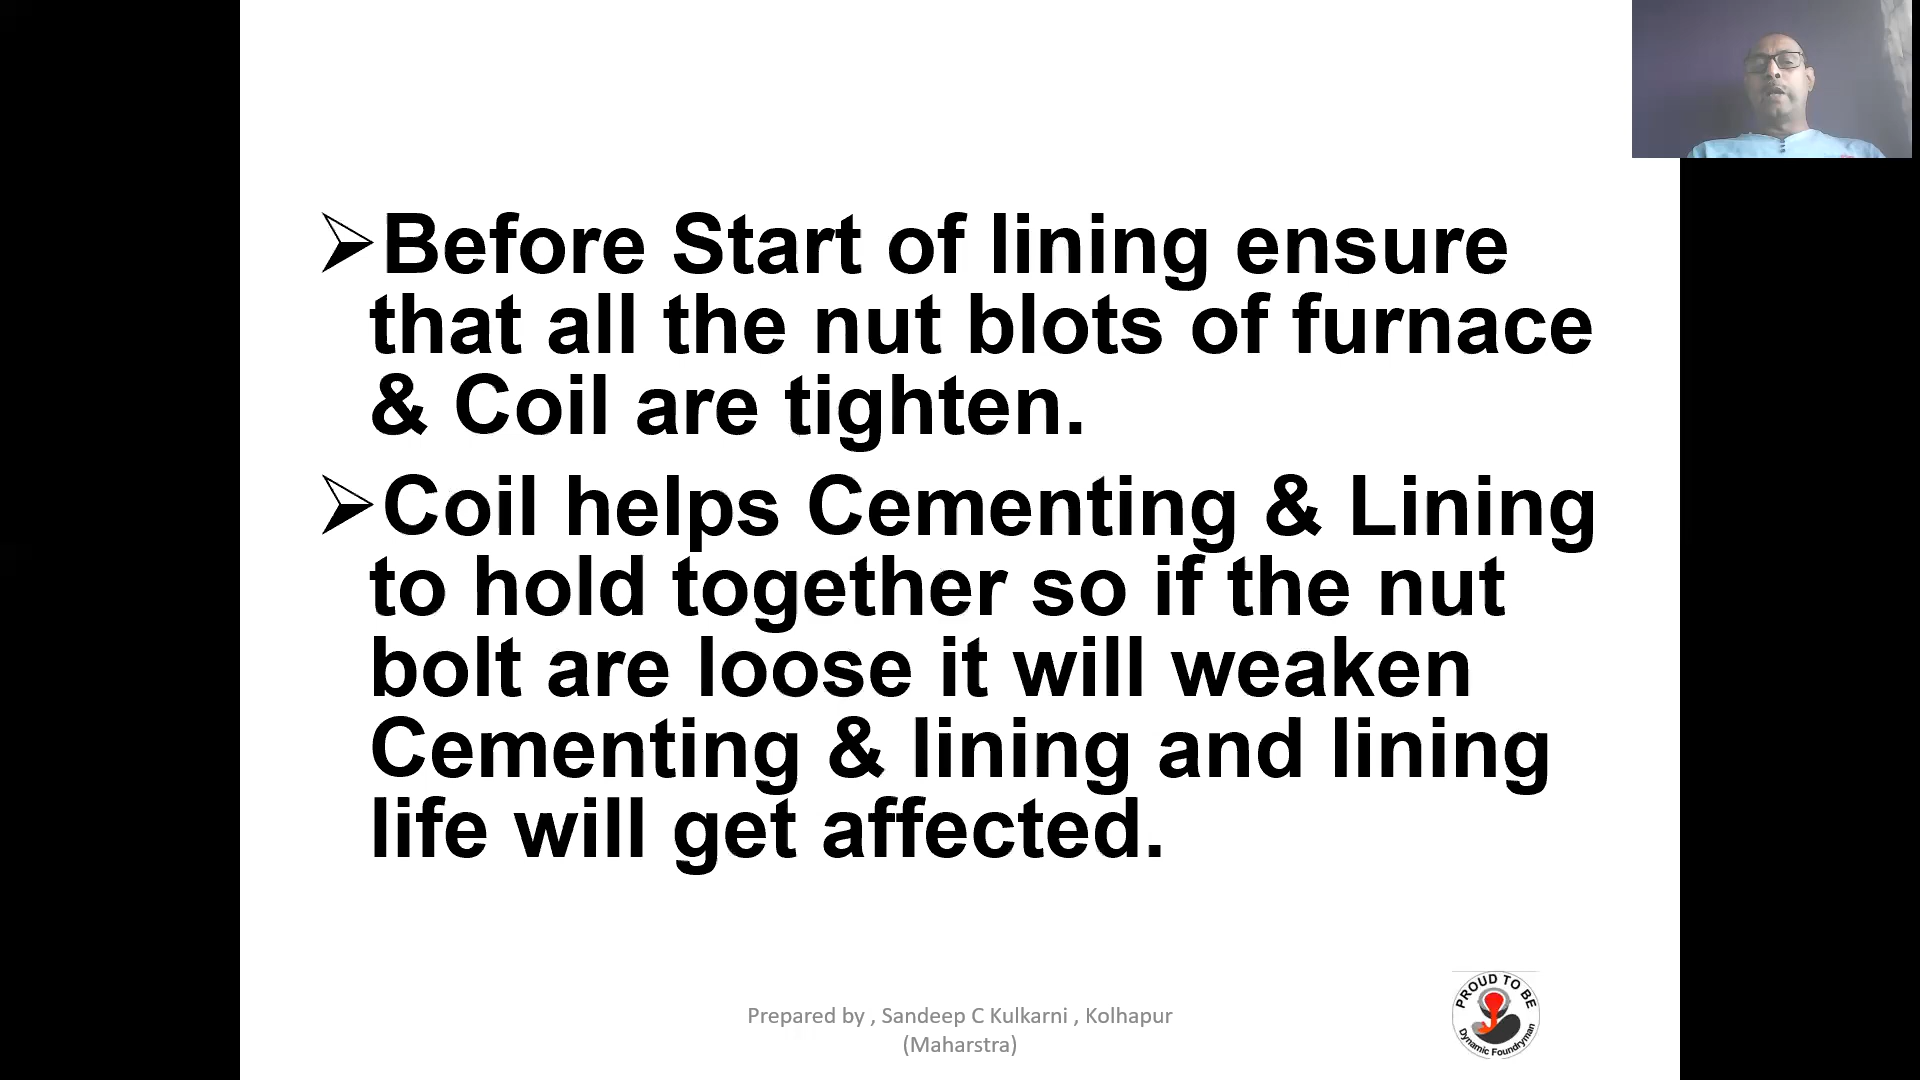 ➢Before Start of lining ensure
that all the nut blots of furnace
& Coil are tighten.
➢Coil helps Cementing & Lining
to hold together so if the nut
bolt are loose it will weaken
Cementing & lining and lining
life will get affected.
Prepared by , Sandeep C Kulkarni , Kolhapur
(Maharstra)
PROUD TO BE
Dynamic Foundryman